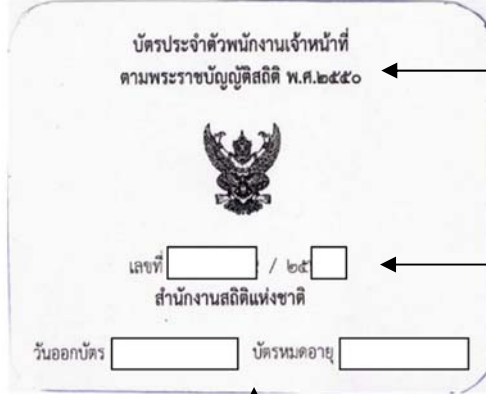 บัตรประจำตัวพนักงานเจ้าหน้าที่
ตามพระราชบัญญัติสถิติ พ.ศ.๒๕๕๐
เลขที่ / ๒๕
สำนักงานสถิติแห่งชาติ
วันออกบัตร บัตรหมดอายุ